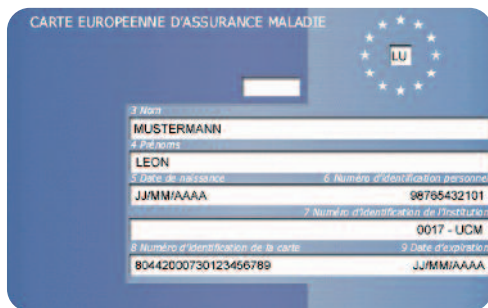 CARTE EUROPEENNE D'ASSURANCE MALADIE
LU
3 Nom
MUSTERMANN
4 Prénoms
LEON
5 Date de naissance 6 Numéro d'identification personnel
JJ/MM/AAAA 98765432101
7 Numéro d'identification de l'institution
0017 - UCM
8 Numéro d'identification de la carte 9 Date d'expiration
80442000730123456789 JJ/MM/AAAA